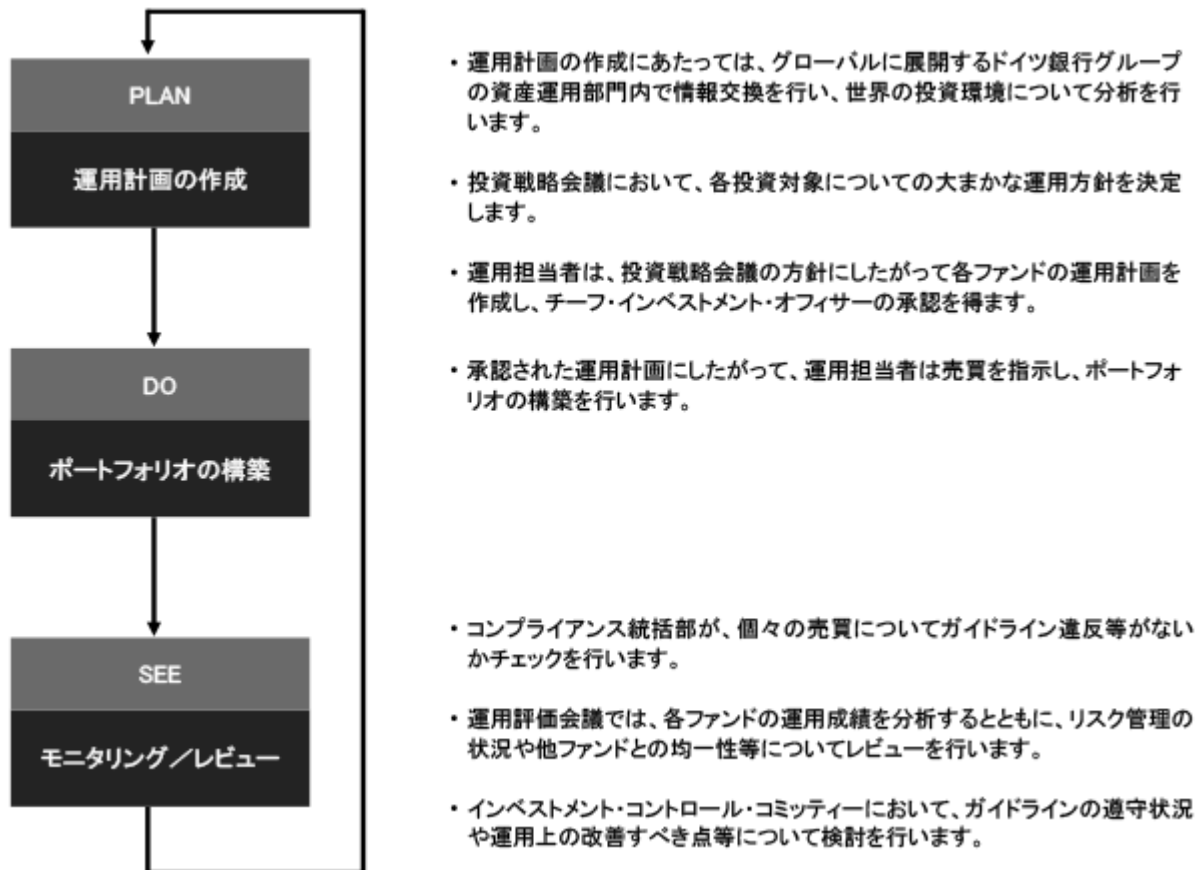 PLAN
運用計画の作成
・運用計画の作成にあたっては、グローバルに展開するドイツ銀行グループ
の資産運用部門内で情報交換を行い、世界の投資環境について分析を行
います。
・投資戦略会議において、各投資対象についての大まかな運用方針を決定
します。
・運用担当者は、投資戦略会議の方針にしたがって各ファンドの運用計画を
作成し、チーフ・インベストメント・オフィサーの承認を得ます。
DO
ポートフォリオの構築
・承認された運用計画にしたがって、運用担当者は売買を指示し、ポートフォ
リオの構築を行います。
SEE
モニタリング／レビュー
・コンプライアンス統括部が、個々の売買についてガイドライン違反等がない
かチェックを行います。
・運用評価会議では、各ファンドの運用成績を分析するとともに、リスク管理の
状況や他ファンドとの均一性等についてレビューを行います。
・インベストメント・コントロール・コミッティーにおいて、ガイドラインの遵守状況
や運用上の改善すべき点等について検討を行います。